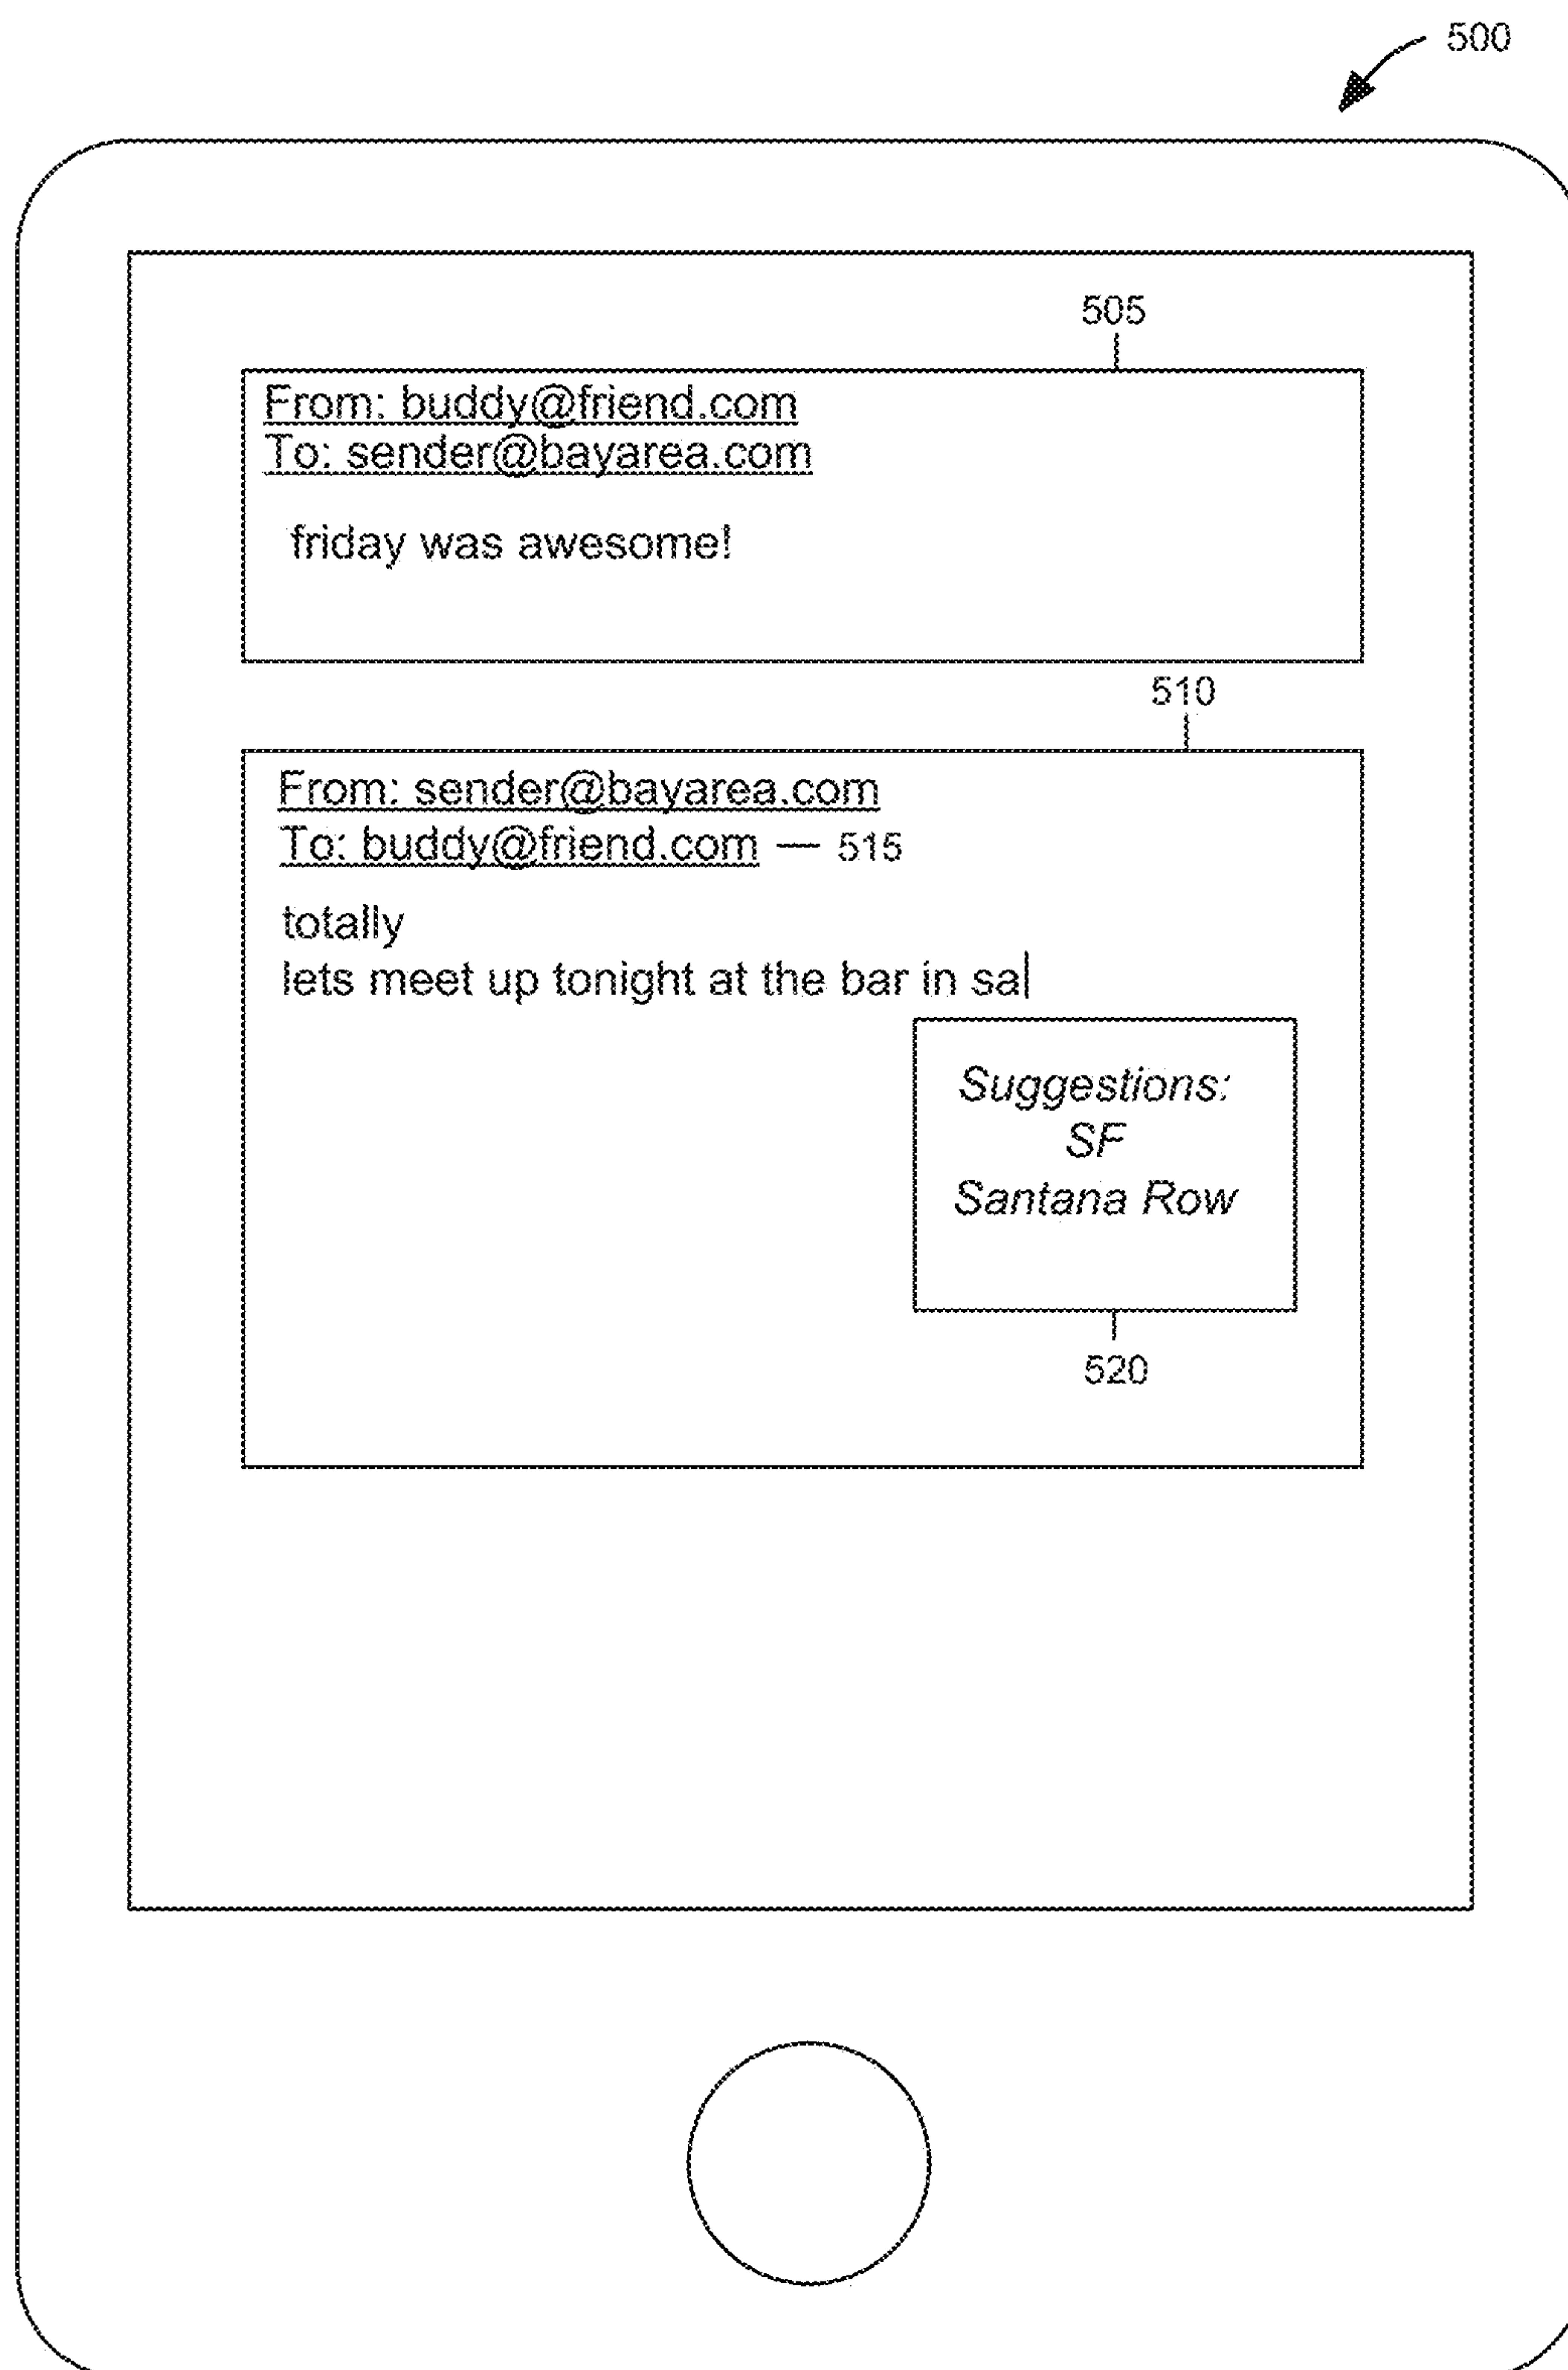 500
505
From: buddy@friend.com
To: sender@bayarea.com
friday was awesome!
510
From: sender@bayarea.com
To: buddy@friend.com — 515
totally
lets meet up tonight at the bar in sa
Suggestions:
SF
Santana Row
520